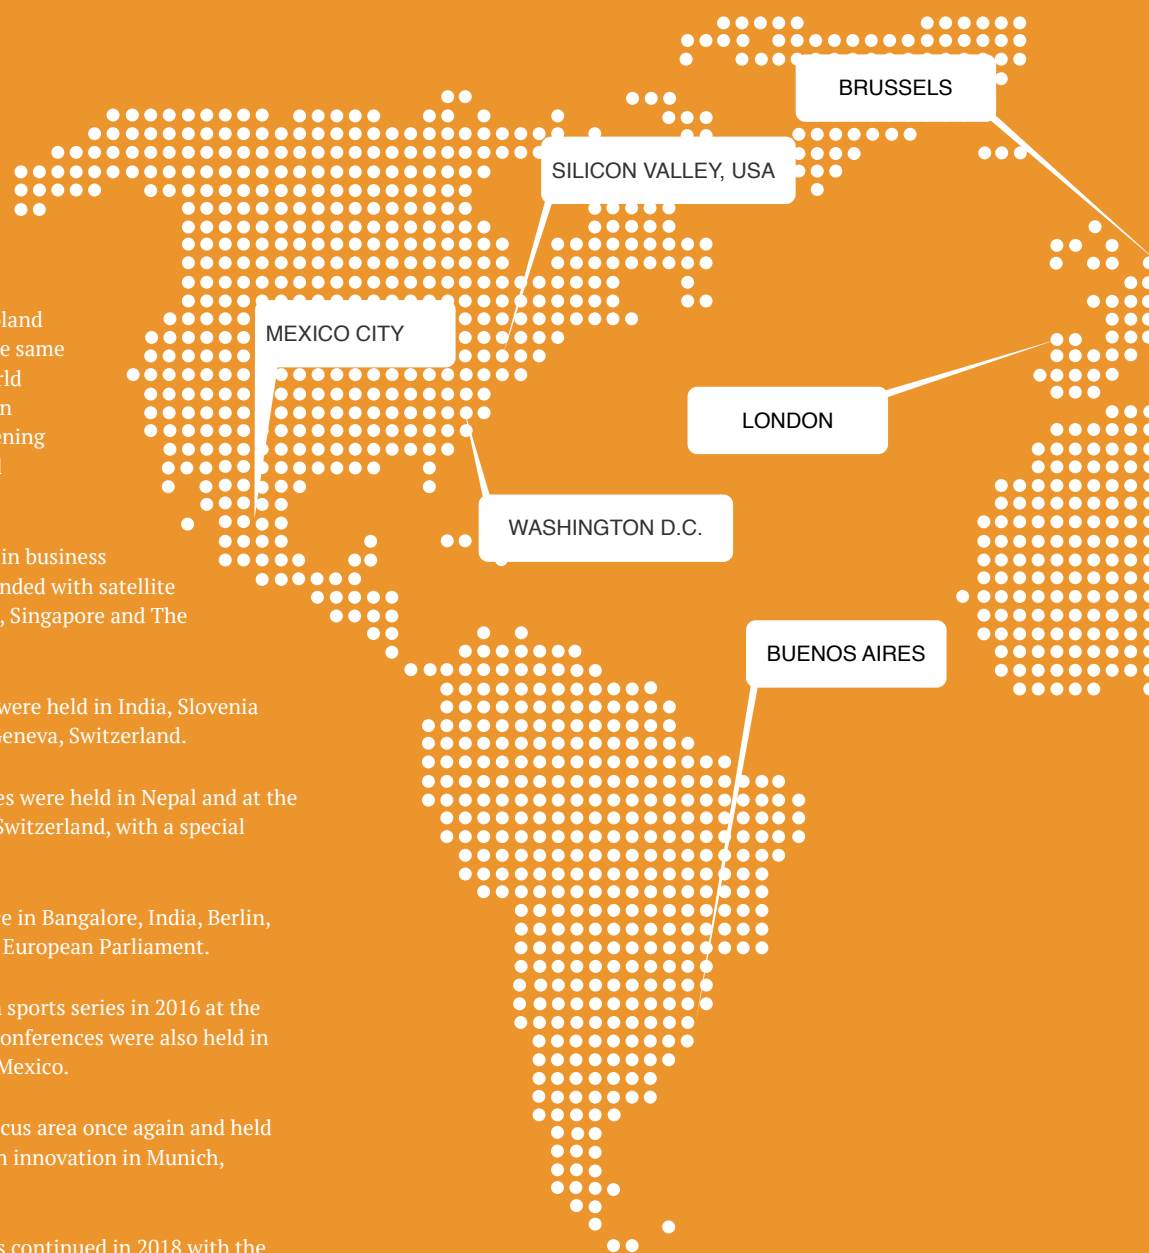 BRUSSELS
SILICON VALLEY, USA
MEXICO CITY
LONDON
WASHINGTON D.C.
BUENOS AIRES
e same
in business
nded with satellite
, Singapore and The
were held in India, Slovenia
Geneva, Switzerland.
es were held in Nepal and at the
Switzerland, with a special
e in Bangalore, India, Berlin,
European Parliament.
sports series in 2016 at the
onferences were also held in
Mexico.
cus area once again and held
n innovation in Munich,
s continued in 2018 with the